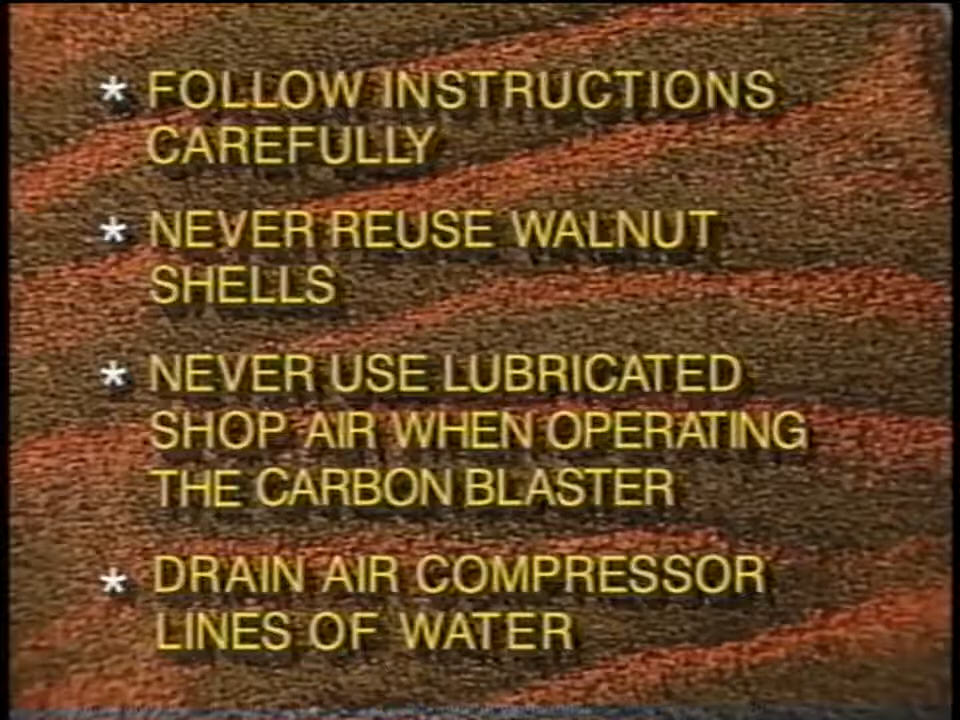 * FOLLOW INSTRUCTIONS
CAREFULLY
* NEVER REUSE WALNUT
SHELLS
* NEVER USE LUBRICATED
SHOP AIR WHEN OPERATING
THE CARBON BLASTER
* DRAIN AIR COMPRESSOR
LINES OF WATER